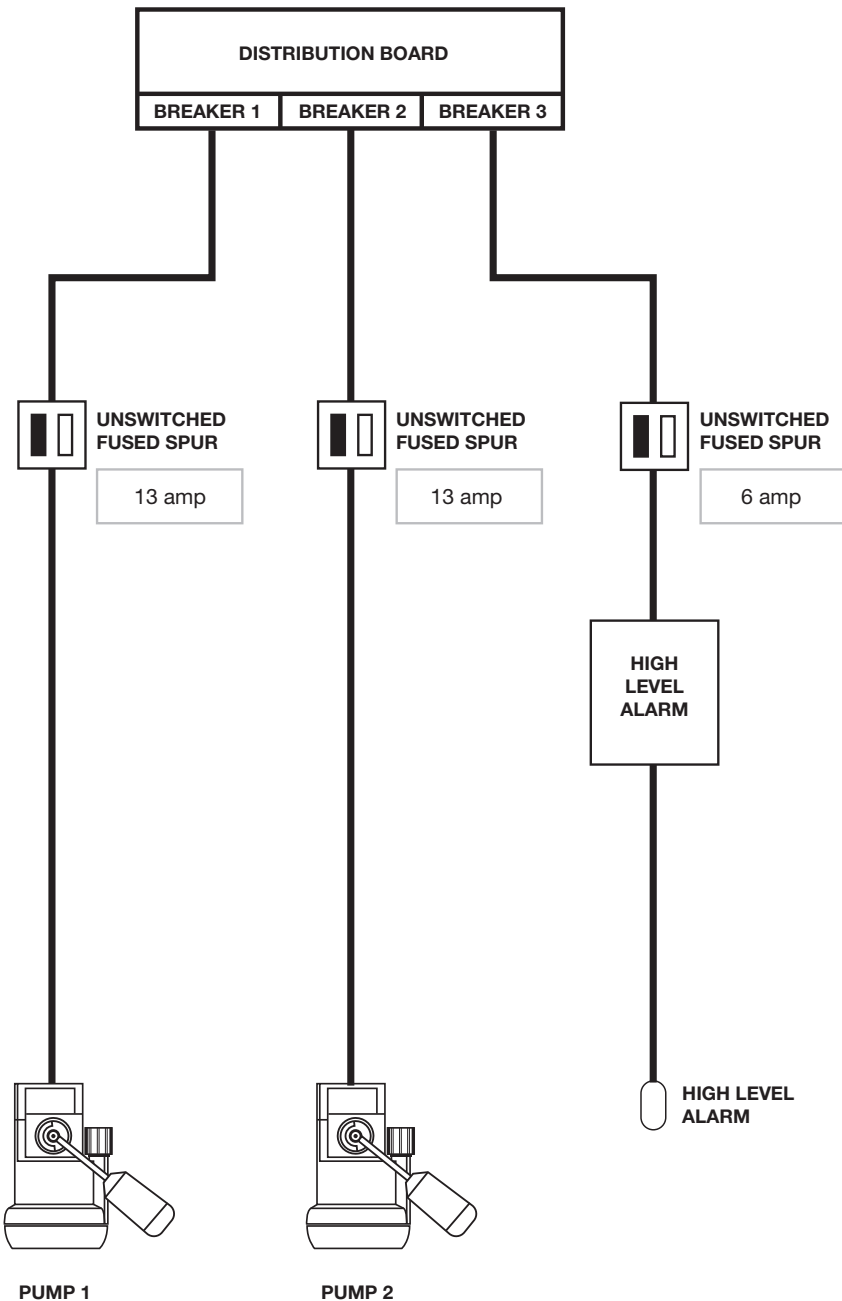 DISTRIBUTION BOARD
BREAKER 1 BREAKER 2 BREAKER 3
UNSWITCHED
FUSED SPUR
13 amp
UNSWITCHED
FUSED SPUR
13 amp
UNSWITCHED
FUSED SPUR
6 amp
HIGH
LEVEL
ALARM
HIGH LEVEL
ALARM
PUMP 1
PUMP 2